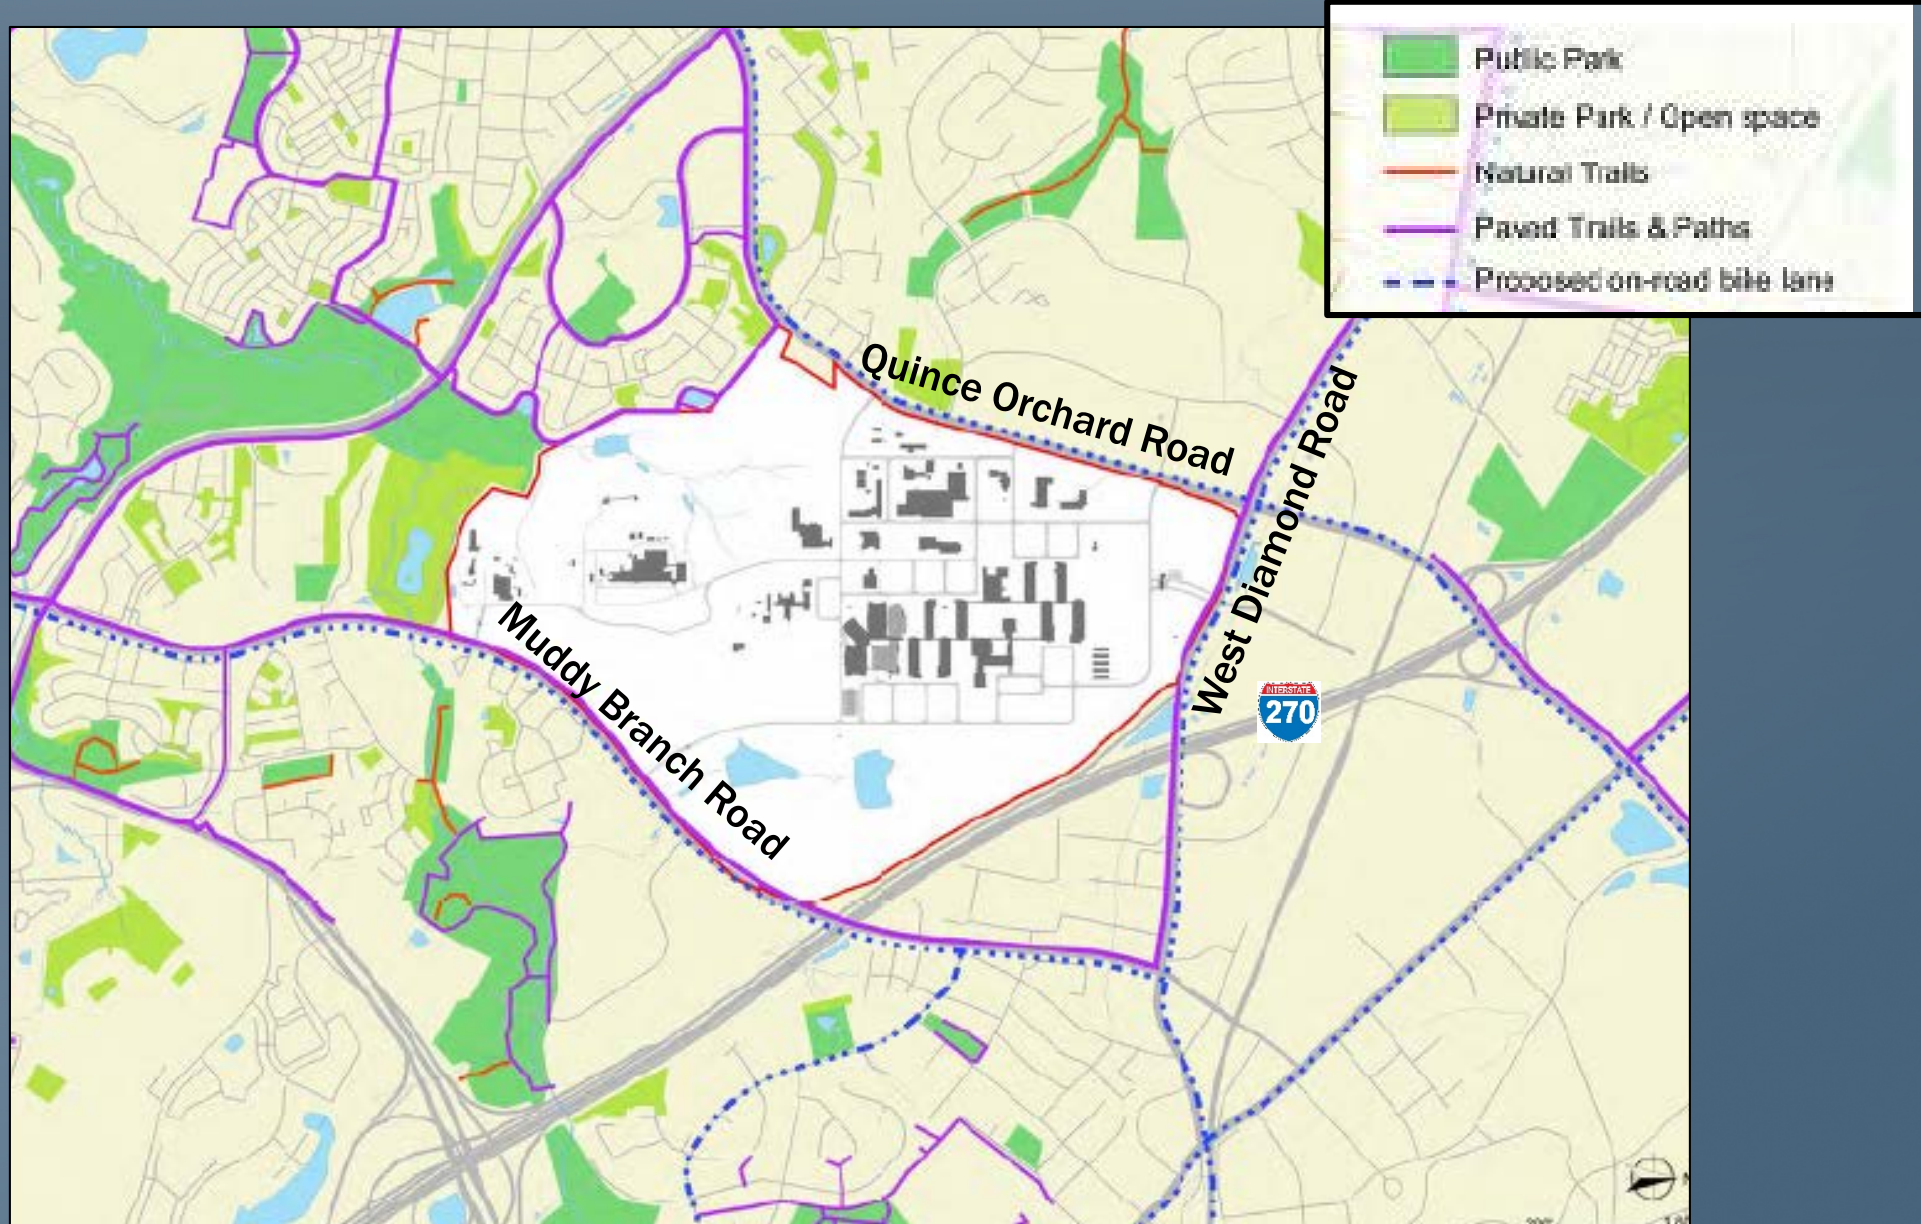 Public Park
Private Park / Open space
Natural Trails
Paved Trails & Paths
Proposed on-road bike lane
Quince Orchard Road
West Diamond Road
INTERSTATE
270
Muddy Branch Road